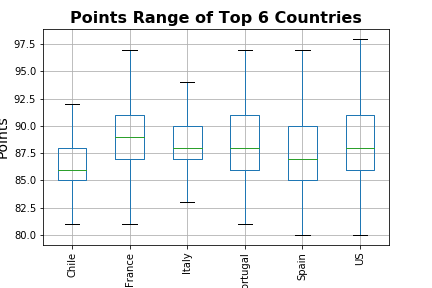 Points Range of Top 6 Countries
Points
97.5
95.0
92.5
90.0
87.5
85.0
82.5
80.0
Chile
France
Italy
ortugal
Spain
US